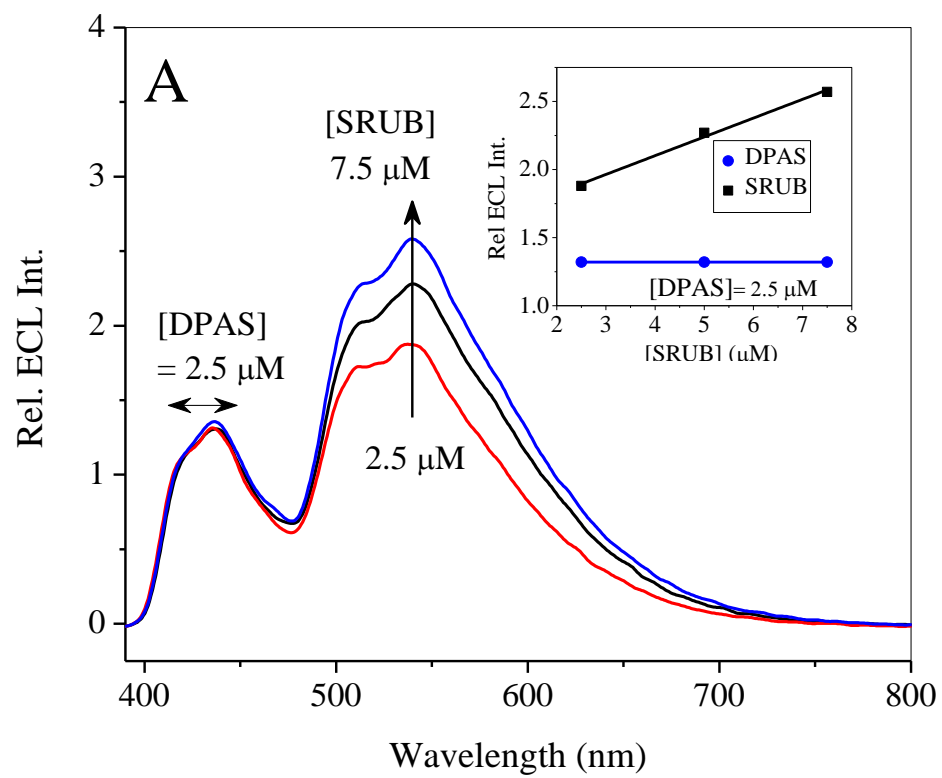 A
4
3
2
1
0
400
500
600
700
800
Rel. ECL Int.
Wavelength (nm)
[SRUB]
7.5 μM
2.5 μM
[DPAS]
= 2.5 μM
2.5
2.0
1.5
1.0
2
3
4
5
6
7
8
Rel ECL Int.
[SRUB] (μM)
DPAS
SRUB
[DPAS]= 2.5 μM